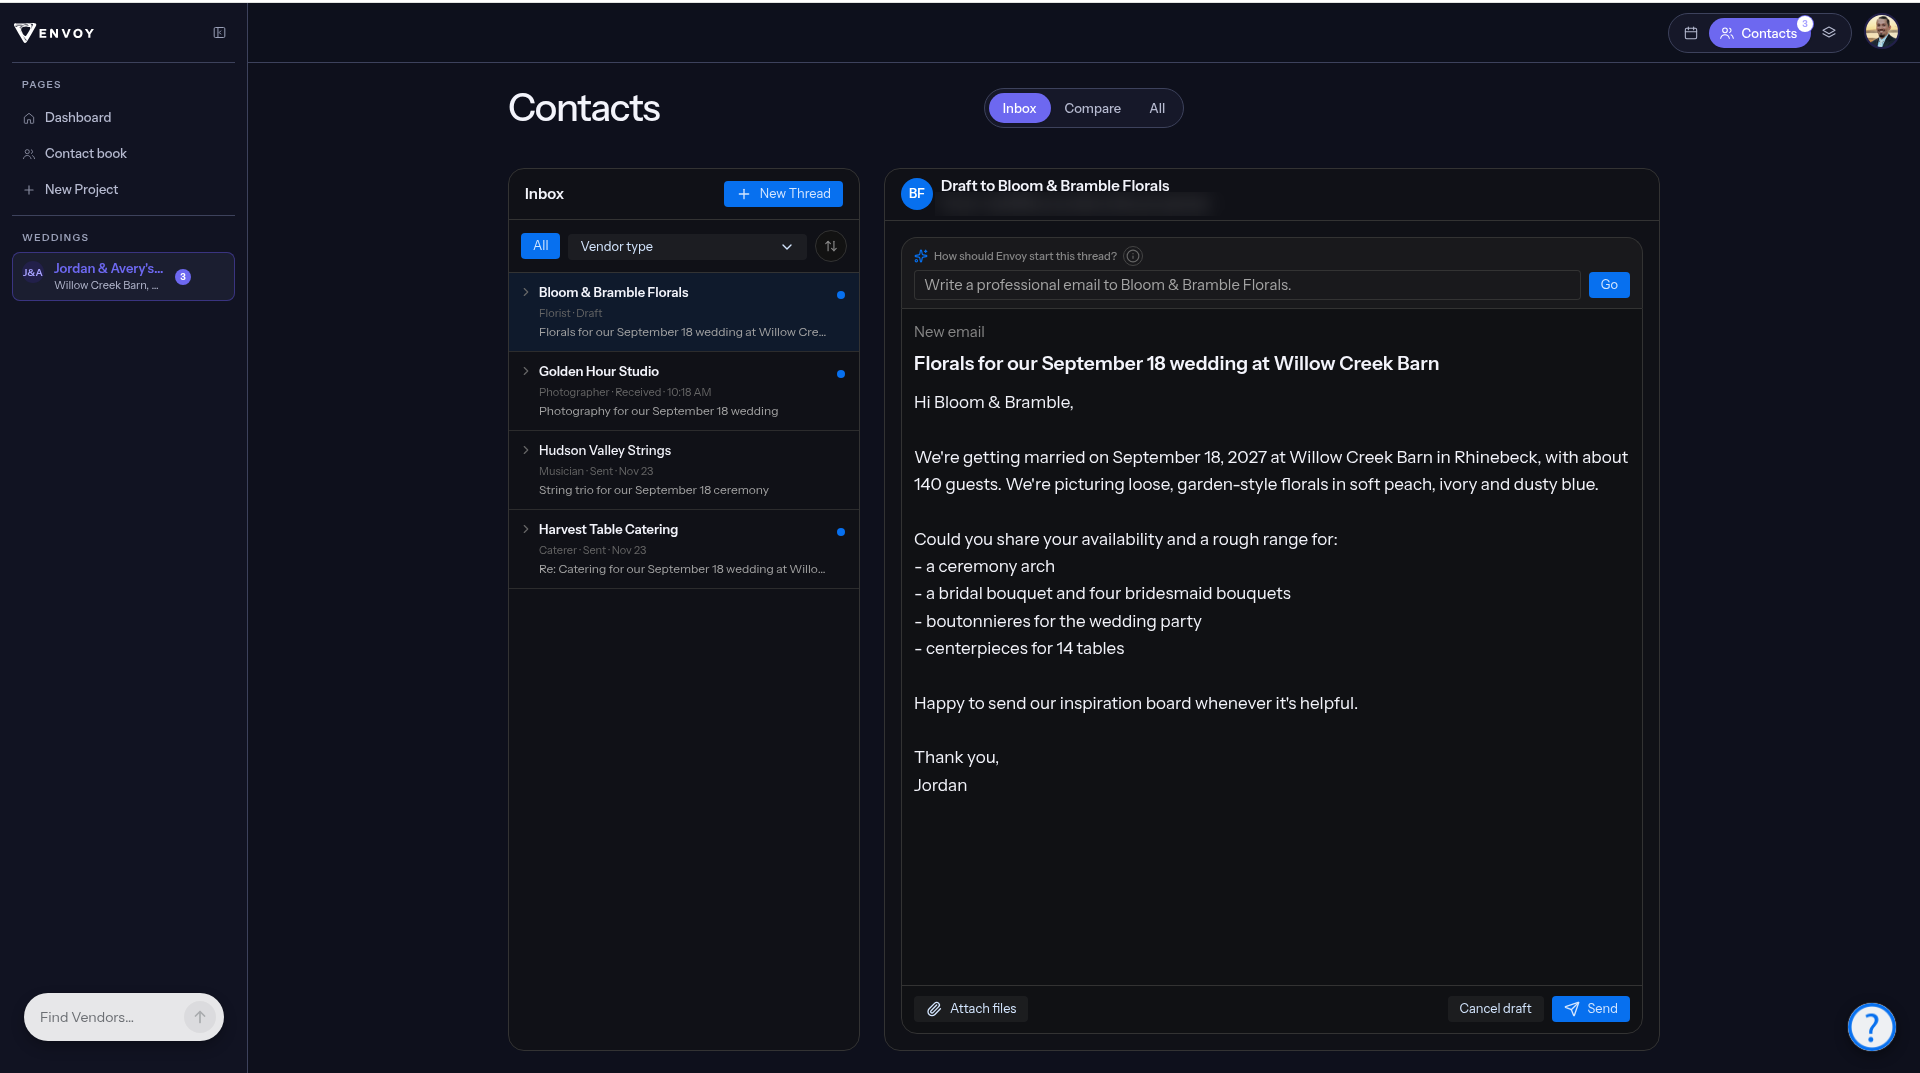 ENVOY
PAGES
Dashboard
Contact book
New Project
WEDDINGS
J&A
Jordan & Avery's...
Willow Creek Barn, ...
3
Find Vendors...
Contacts
3
Contacts
Inbox
Compare
All
Inbox
New Thread
All
Vendor type
Bloom & Bramble Florals
Florist · Draft
Florals for our September 18 wedding at Willow Cre...
Golden Hour Studio
Photographer · Received · 10:18 AM
Photography for our September 18 wedding
Hudson Valley Strings
Musician · Sent · Nov 23
String trio for our September 18 ceremony
Harvest Table Catering
Caterer · Sent · Nov 23
Re: Catering for our September 18 wedding at Willo...
BF
Draft to Bloom & Bramble Florals
How should Envoy start this thread?
Write a professional email to Bloom & Bramble Florals.
Go
New email
Florals for our September 18 wedding at Willow Creek Barn
Hi Bloom & Bramble,
We're getting married on September 18, 2027 at Willow Creek Barn in Rhinebeck, with about
140 guests. We're picturing loose, garden-style florals in soft peach, ivory and dusty blue.
Could you share your availability and a rough range for:
- a ceremony arch
- a bridal bouquet and four bridesmaid bouquets
- boutonnieres for the wedding party
- centerpieces for 14 tables
Happy to send our inspiration board whenever it's helpful.
Thank you,
Jordan
Attach files
Cancel draft
Send
?